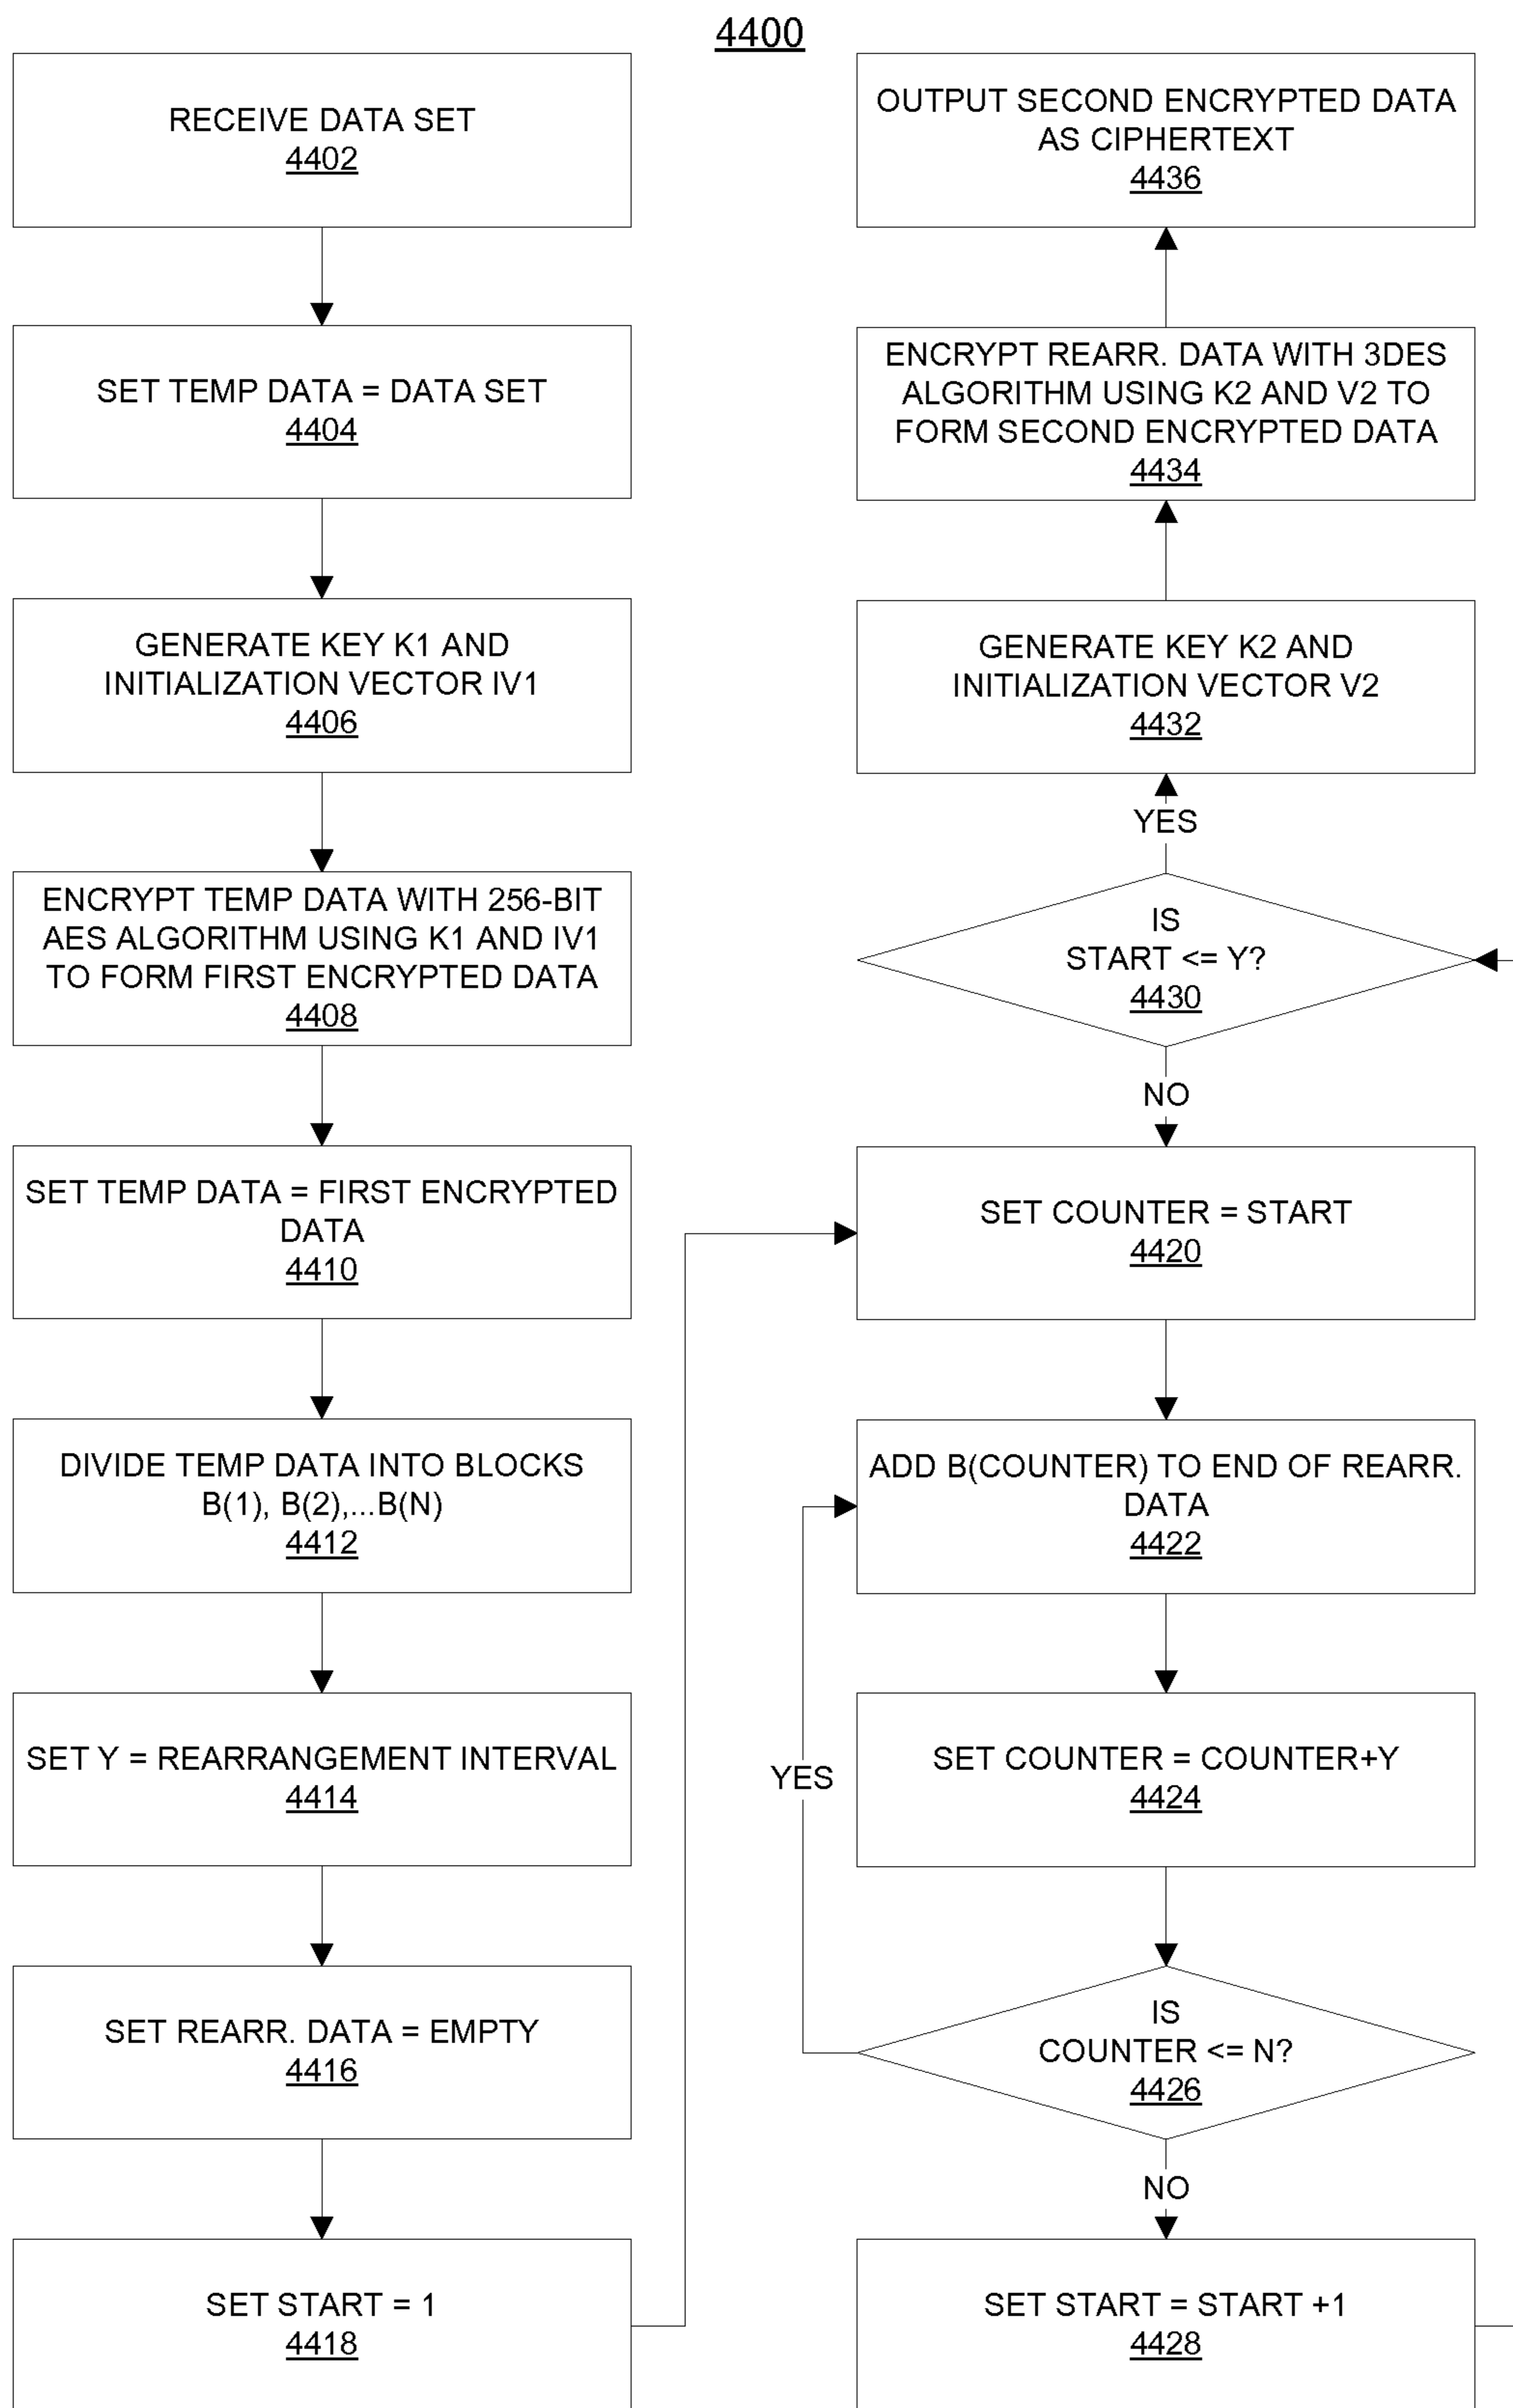 4400
RECEIVE DATA SET
4402
SET TEMP DATA = DATA SET
4404
GENERATE KEY K1 AND
INITIALIZATION VECTOR IV1
4406
ENCRYPT TEMP DATA WITH 256-BIT
AES ALGORITHM USING K1 AND IV1
TO FORM FIRST ENCRYPTED DATA
4408
SET TEMP DATA = FIRST ENCRYPTED
DATA
4410
DIVIDE TEMP DATA INTO BLOCKS
B(1), B(2),...B(N)
4412
SET Y = REARRANGEMENT INTERVAL
4414
SET REARR. DATA = EMPTY
4416
SET START = 1
4418
OUTPUT SECOND ENCRYPTED DATA
AS CIPHERTEXT
4436
ENCRYPT REARR. DATA WITH 3DES
ALGORITHM USING K2 AND V2 TO
FORM SECOND ENCRYPTED DATA
4434
GENERATE KEY K2 AND
INITIALIZATION VECTOR V2
4432
YES
IS
START <= Y?
4430
NO
SET COUNTER = START
4420
ADD B(COUNTER) TO END OF REARR.
DATA
4422
SET COUNTER = COUNTER+Y
4424
YES
IS
COUNTER <= N?
4426
NO
SET START = START +1
4428